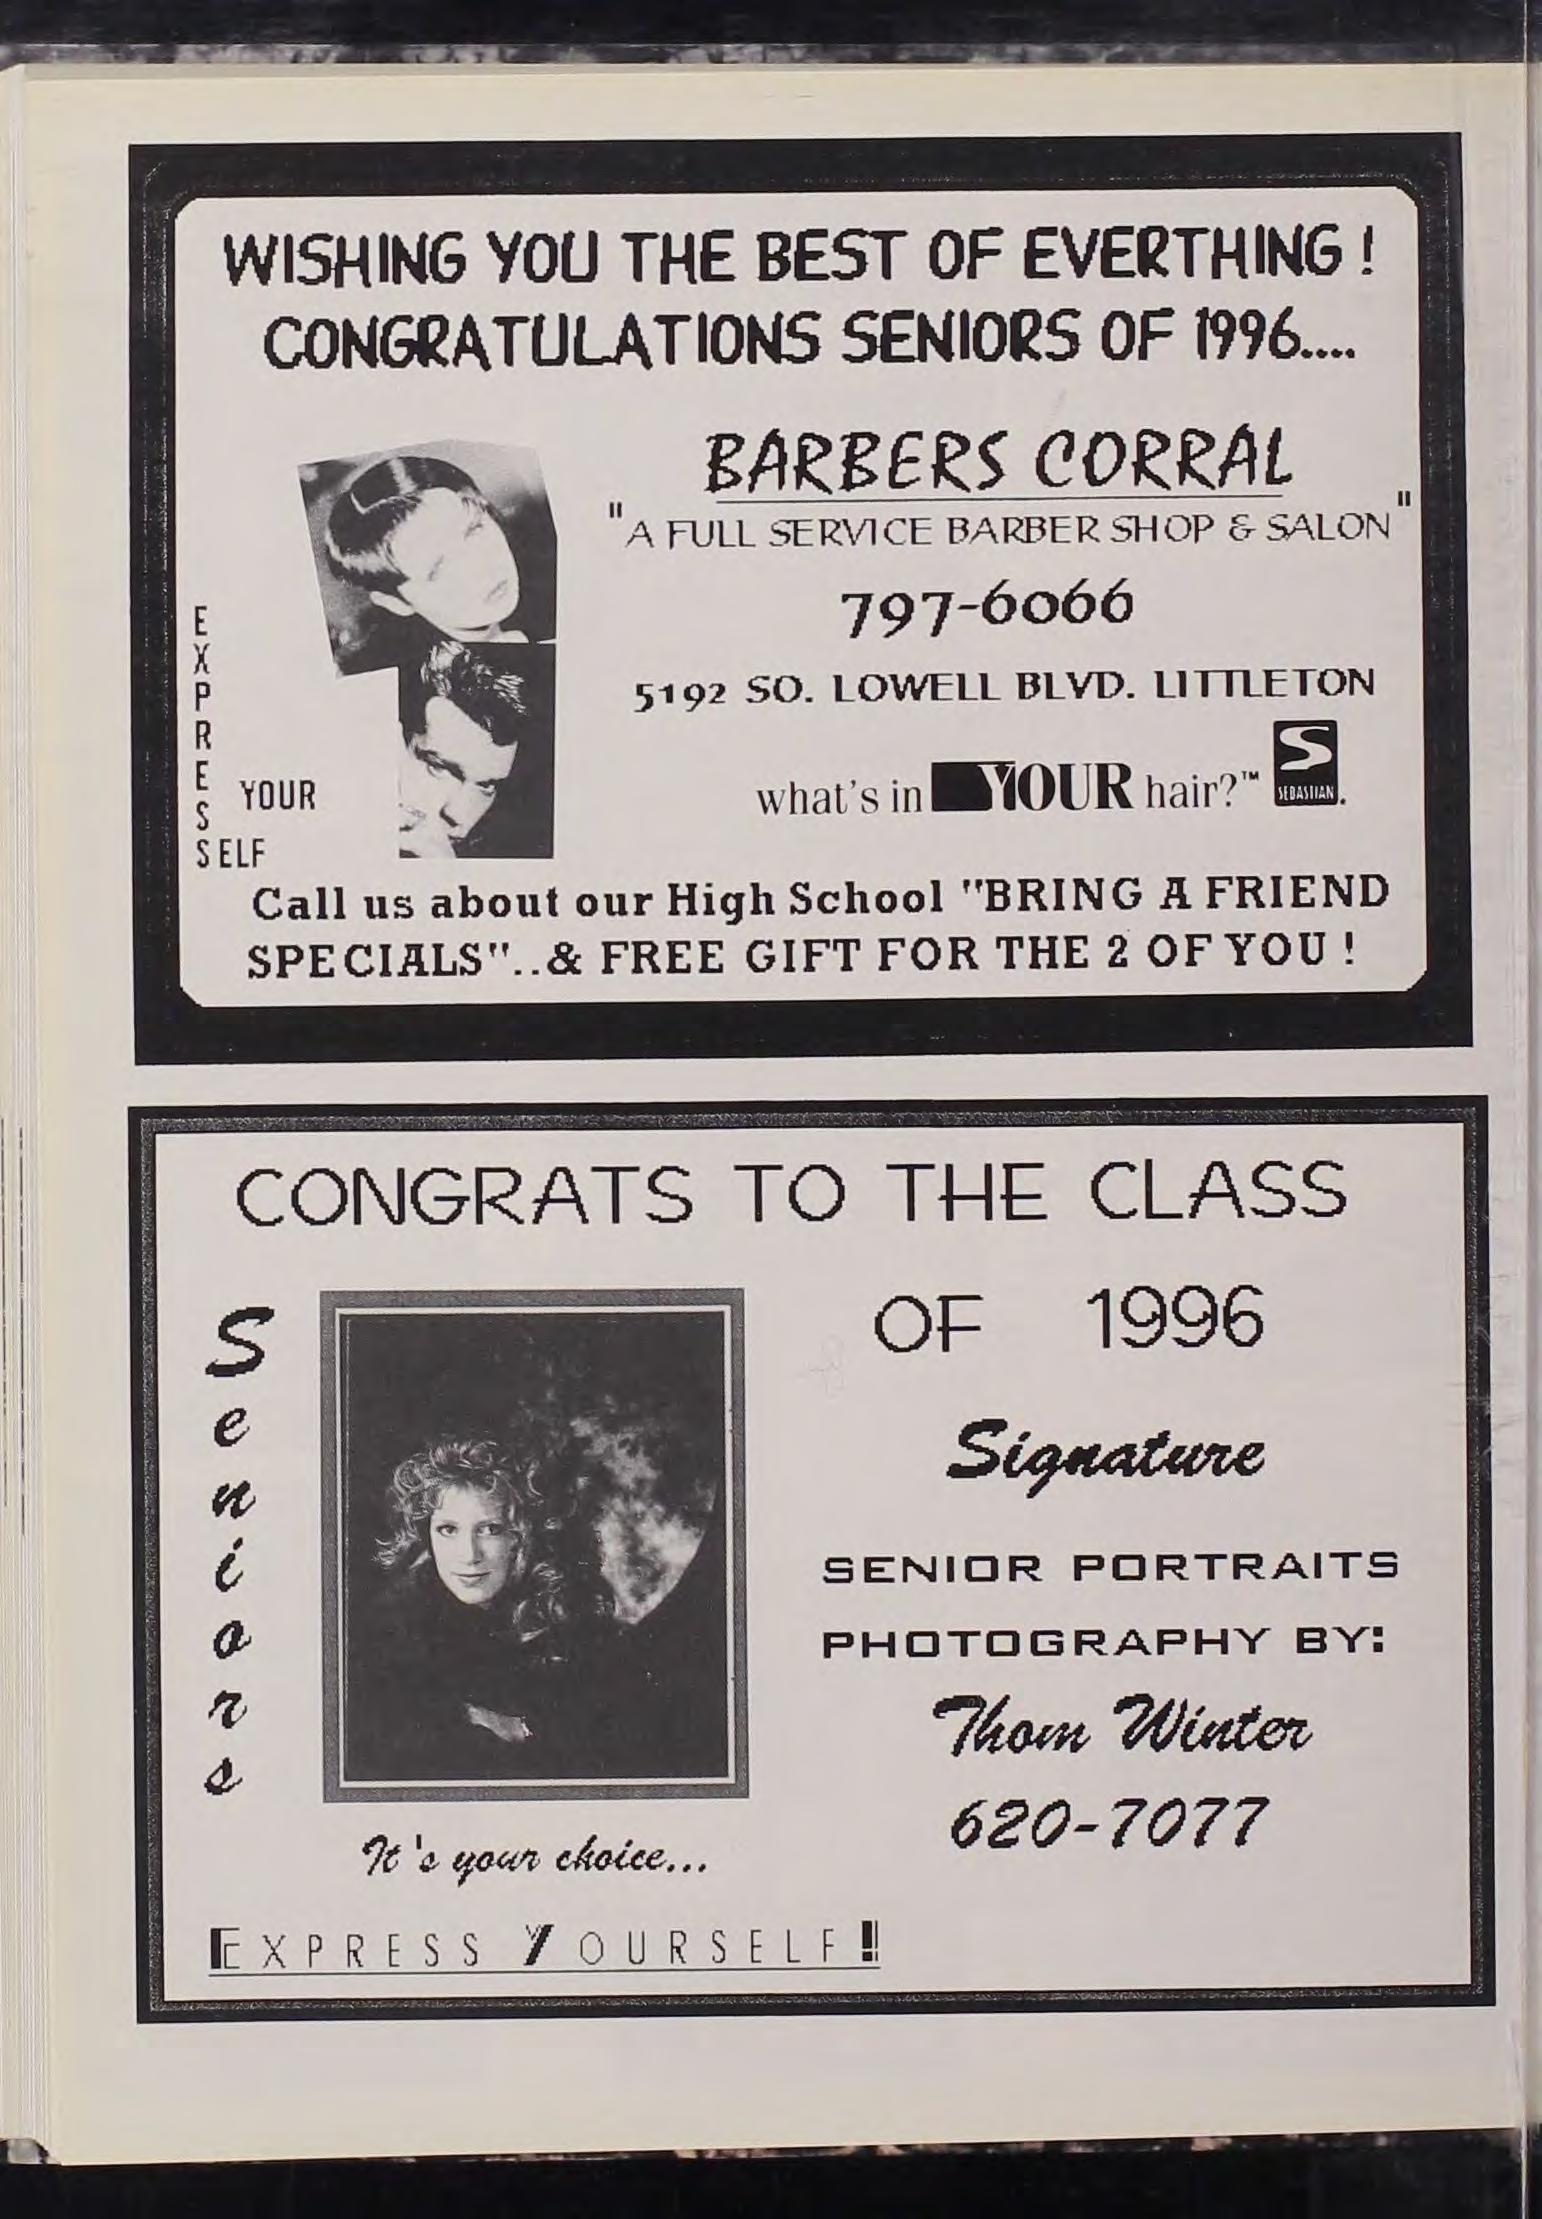 WISHING YOU THE BEST OF EVERTHING !
CONGRATULATIONS SENIORS OF 1996....
BARBERS CORRAL
"A FULL SERVICE BARBER SHOP & SALON"
797-6066
5192 SO. LOWELL BLVD. LITTLETON
what's in YOUR hair?™ SEBASTIAN.
EXPRESS
YOUR
SELF
Call us about our High School "BRING A FRIEND
SPECIALS"..& FREE GIFT FOR THE 2 OF YOU !
CONGRATS TO THE CLASS
OF 1996
Seniors
Signature
SENIOR PORTRAITS
PHOTOGRAPHY BY:
Thom Winter
620-7077
It's your choice...
EXPRESS YOURSELF!!